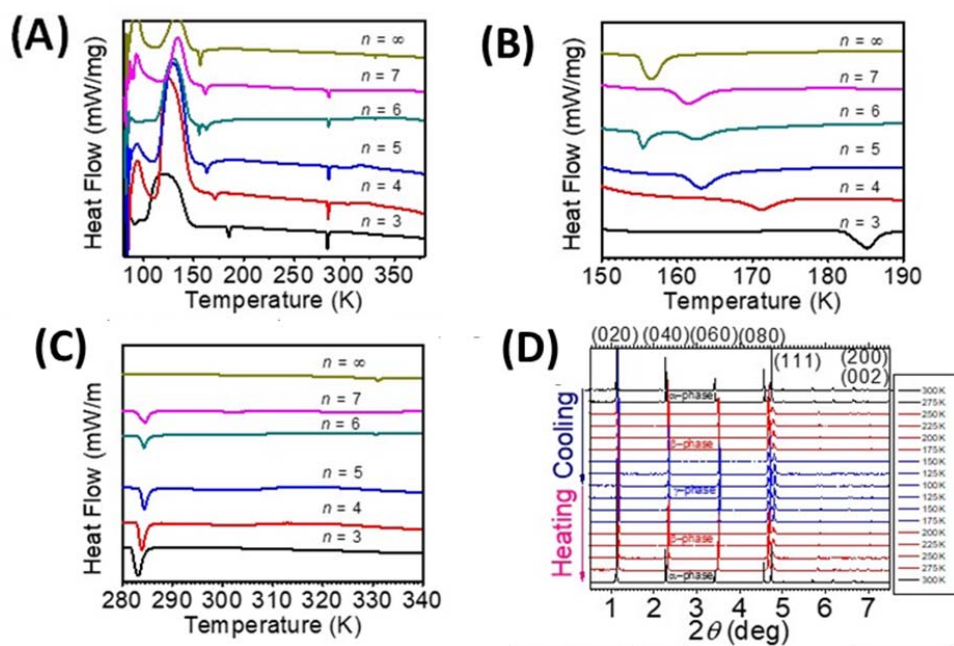 (A)
Heat Flow (mW/mg)
n = ∞
n = 7
n = 6
n = 5
n = 4
n = 3
100 150 200 250 300 350
Temperature (K)
(B)
Heat Flow (mW/mg)
n = ∞
n = 7
n = 6
n = 5
n = 4
n = 3
150 160 170 180 190
Temperature (K)
(C)
Heat Flow (mW/m
n = ∞
n = 7
n = 6
n = 5
n = 4
n = 3
280 290 300 310 320 330 340
Temperature (K)
(D)
(020) (040) (060) (080)
(111)
(200)
(002)
Heating Cooling
α-phase
β-phase
γ-phase
β-phase
α-phase
300K
275K
250K
225K
200K
175K
150K
125K
100K
125K
150K
175K
200K
225K
250K
275K
300K
1 2 3 4 5 6 7
2θ (deg)